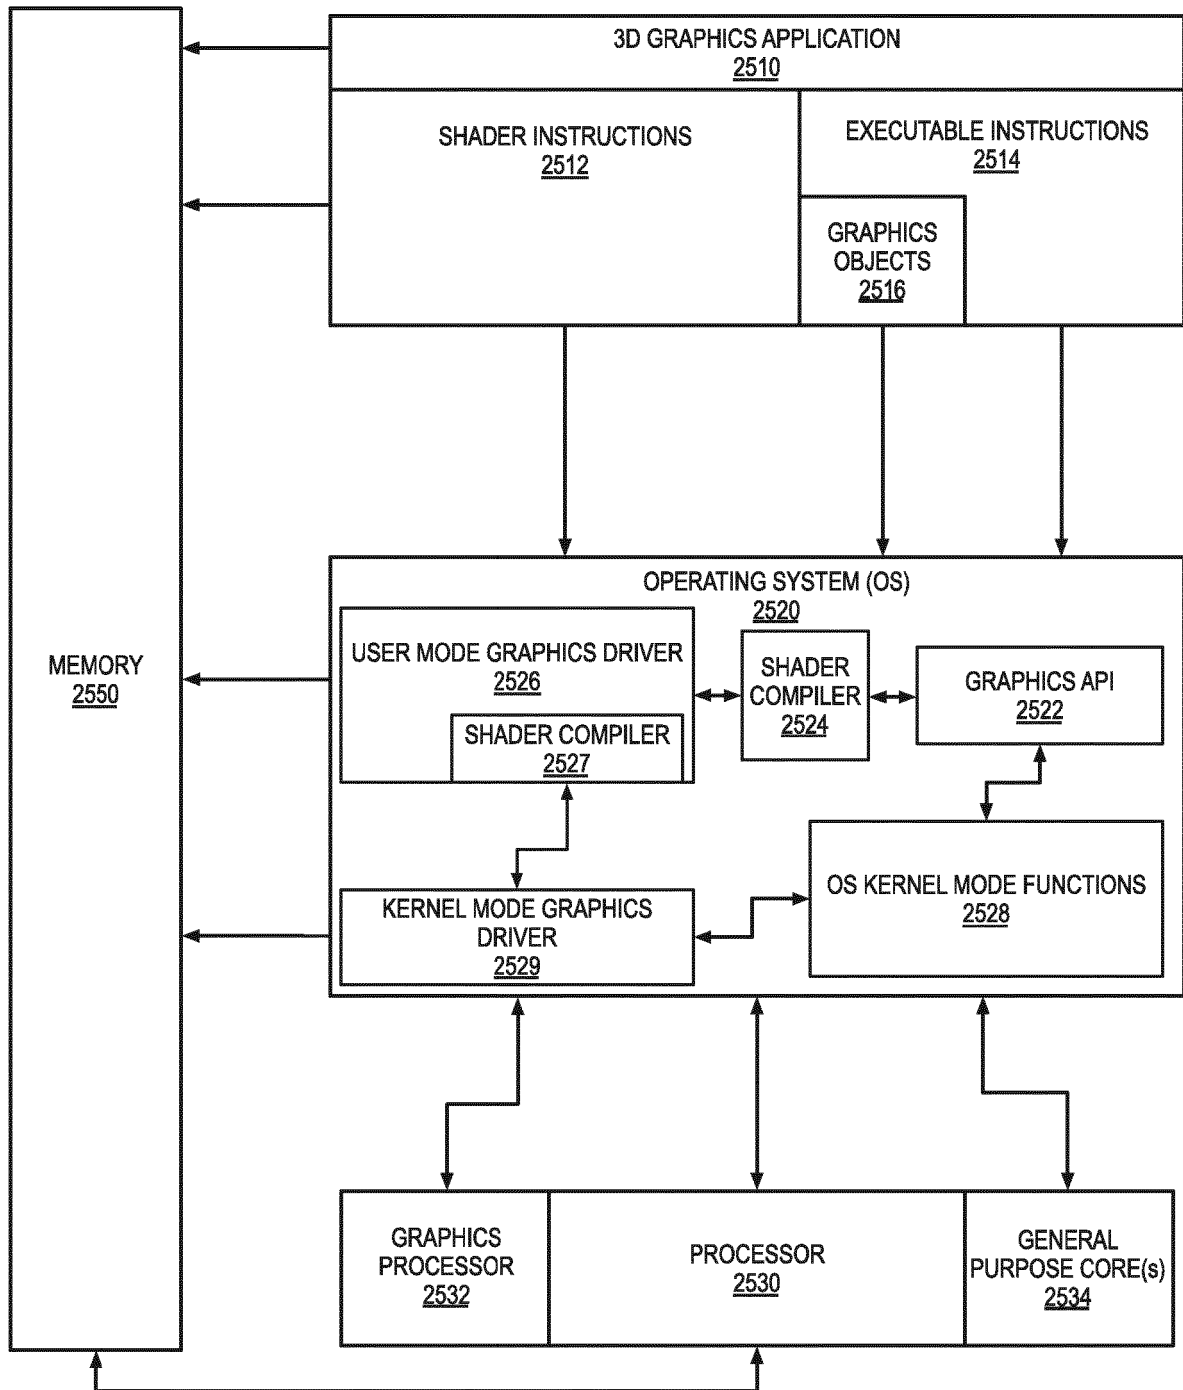 3D GRAPHICS APPLICATION
2510
SHADER INSTRUCTIONS
2512
EXECUTABLE INSTRUCTIONS
2514
GRAPHICS
OBJECTS
2516
OPERATING SYSTEM (OS)
2520
USER MODE GRAPHICS DRIVER
2526
SHADER COMPILER
2527
SHADER
COMPILER
2524
GRAPHICS API
2522
MEMORY
2550
KERNEL MODE GRAPHICS
DRIVER
2529
OS KERNEL MODE FUNCTIONS
2528
GRAPHICS
PROCESSOR
2532
PROCESSOR
2530
GENERAL
PURPOSE CORE(s)
2534